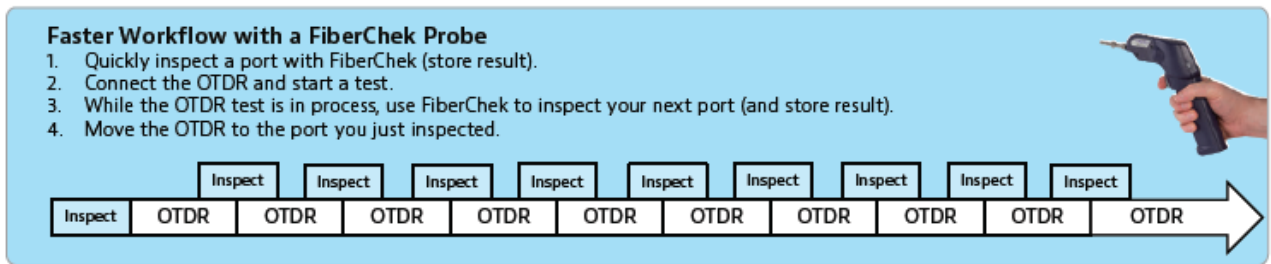 Faster Workflow with a FiberChek Probe
1. Quickly inspect a port with FiberChek (store result).
2. Connect the OTDR and start a test.
3. While the OTDR test is in process, use FiberChek to inspect your next port (and store result).
4. Move the OTDR to the port you just inspected.
Inspect Inspect Inspect Inspect Inspect Inspect Inspect Inspect Inspect
Inspect OTDR OTDR OTDR OTDR OTDR OTDR OTDR OTDR OTDR OTDR